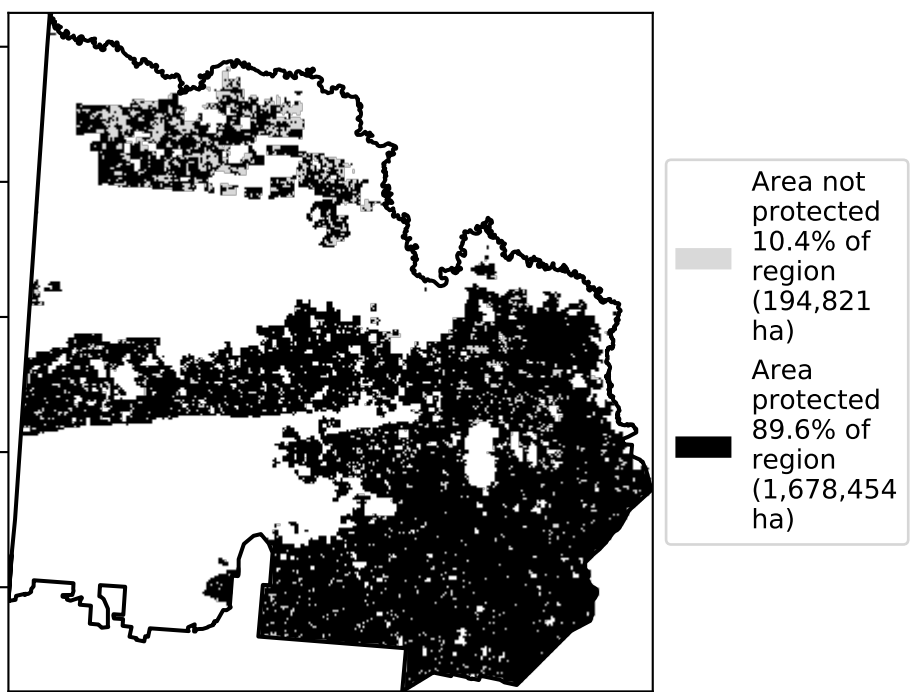 Area not
protected
10.4% of
region
(194,821
ha)
Area
protected
89.6% of
region
(1,678,454
ha)